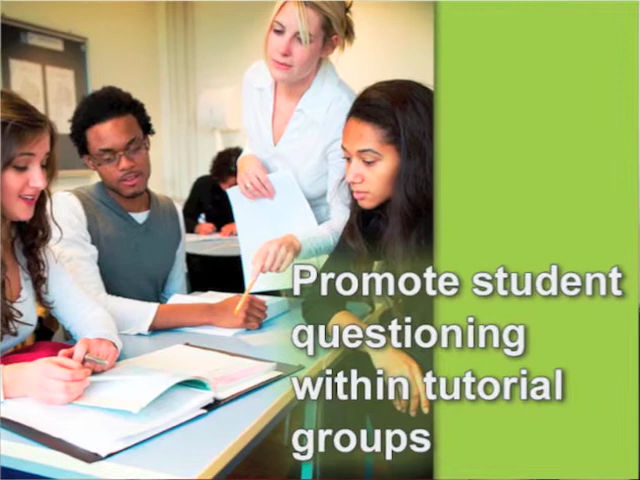 Promote student
questioning
within tutorial
groups